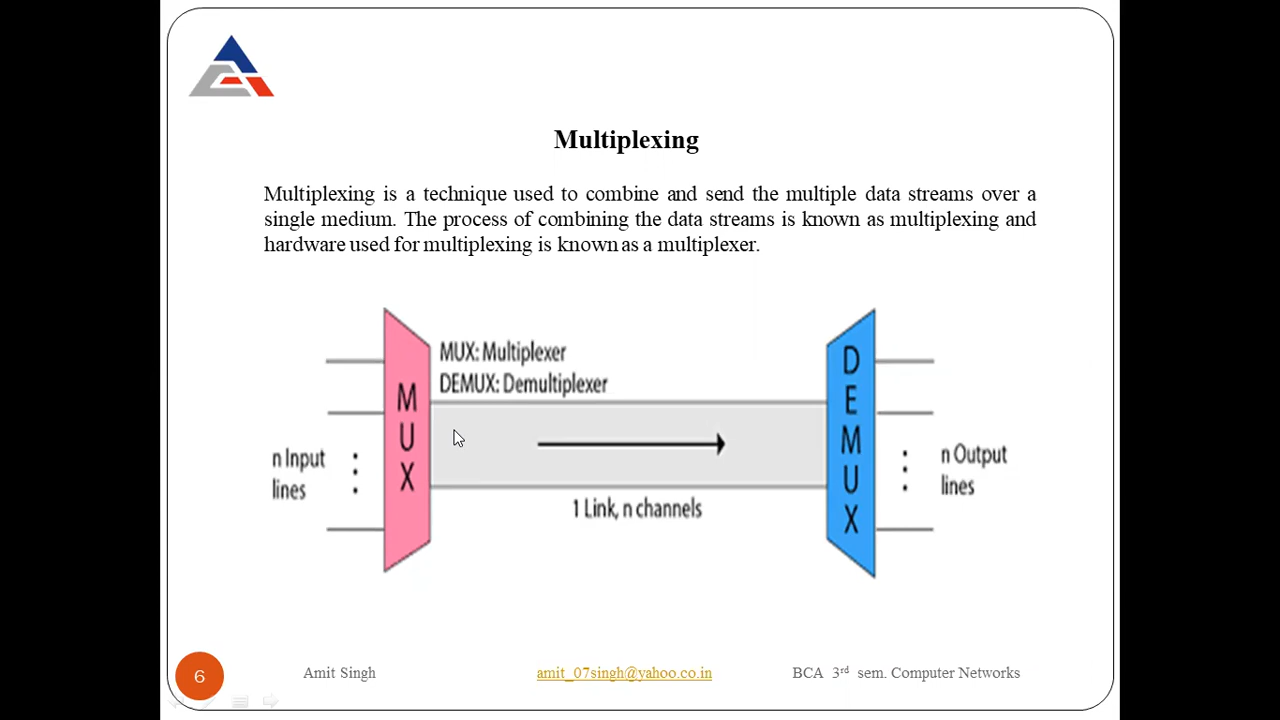 Multiplexing
Multiplexing is a technique used to combine and send the multiple data streams over a
single medium. The process of combining the data streams is known as multiplexing and
hardware used for multiplexing is known as a multiplexer.
MUX: Multiplexer
DEMUX: Demultiplexer
MUX
DEMUX
n Input
lines
n Output
lines
1 Link, n channels
6
Amit Singh
amit_07singh@yahoo.co.in
BCA 3rd sem. Computer Networks